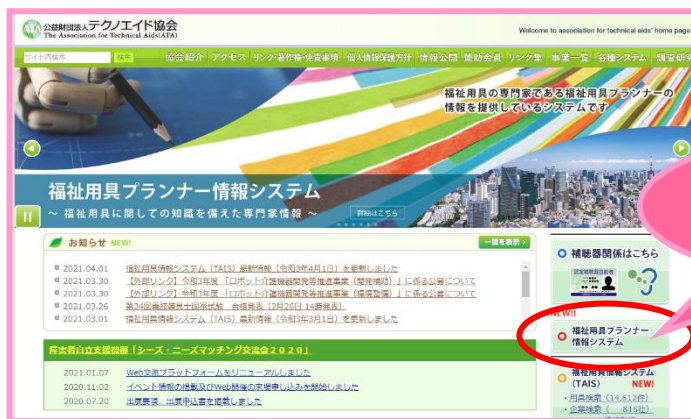 公益財団法人テクノエイド協会
The Association for Technical Aids(ATA)
Welcome to association for technical aids' home page
サイト内検索 検索 協会紹介 アクセス リンク・著作権・免責事項 個人情報保護方針 情報公開 賛助会員 リンク集 事業一覧 各種システム 調査研究
福祉用具の専門家である福祉用具プランナーの
情報を提供しているシステムです
福祉用具プランナー情報システム
～ 福祉用具に関しての知識を備えた専門家情報 ～ 詳細はこちら
お知らせ NEW!
一覧を表示
2021.04.01 福祉用具情報システム（TAIS）最新情報（令和3年4月1日）を更新しました
2021.03.30 【外部リンク】令和3年度「ロボット介護機器開発等推進事業（開発補助）」に係る公募について
2021.03.30 【外部リンク】令和3年度「ロボット介護機器開発等推進事業（環境整備）」に係る公募について
2021.03.26 第34回義肢装具士国家試験 合格発表（3月26日 14時発表）
2021.03.01 福祉用具情報システム（TAIS）最新情報（令和3年3月1日）を更新しました
障害者自立支援機器「シーズ・ニーズマッチング交流会２０２０」
2021.01.07 Web交流プラットフォームをリニューアルしました
2020.11.02 イベント情報の掲載及びWeb開催の来場申し込みを開始しました
2020.07.20 出展要項、出展申込書を掲載しました
補聴器関係はこちら
NEW!!
福祉用具プランナー
情報システム
福祉用具情報システム
（TAIS） NEW!
・用具検索（14,612件）
・企業検索（ 815社）